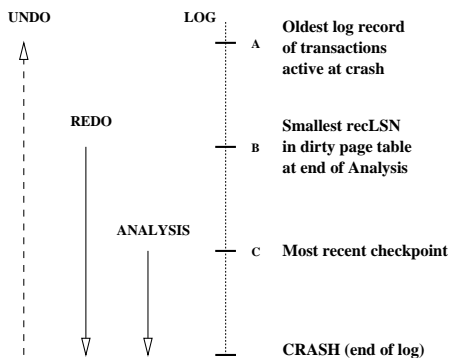 UNDO
LOG
A
Oldest log record
of transactions
active at crash
REDO
B
Smallest recLSN
in dirty page table
at end of Analysis
ANALYSIS
C
Most recent checkpoint
CRASH (end of log)